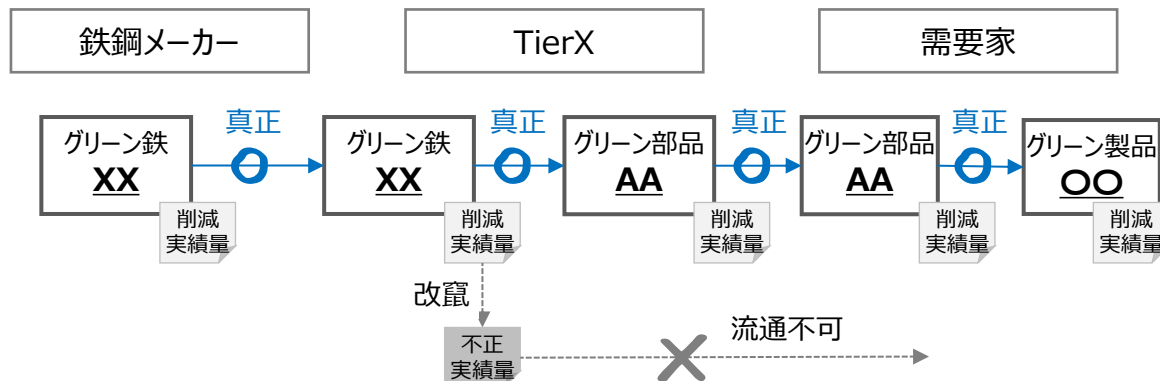 鉄鋼メーカー
TierX
需要家
真正
真正
真正
真正
グリーン鉄
XX
グリーン鉄
XX
グリーン部品
AA
グリーン部品
AA
グリーン製品
〇〇
削減
実績量
削減
実績量
削減
実績量
削減
実績量
削減
実績量
改竄
流通不可
不正
実績量